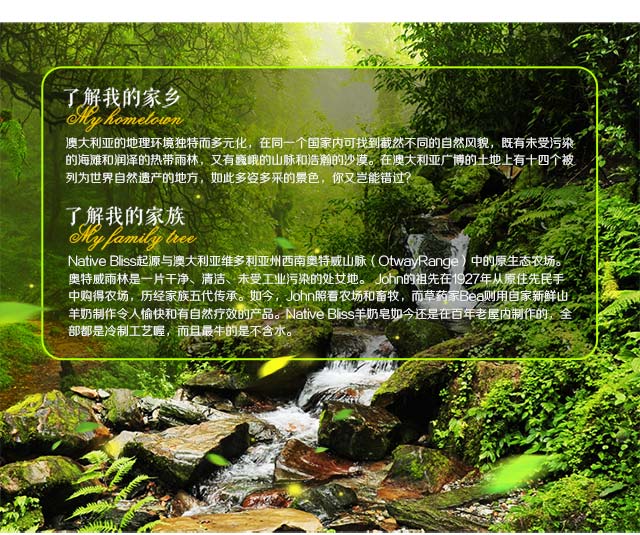 了解我的家乡
My hometown
澳大利亚的地理环境独特而多元化，在同一个国家内可找到截然不同的自然风貌，既有未受污染
的海滩和润泽的热带雨林，又有巍峨的山脉和浩瀚的沙漠。在澳大利亚广博的土地上有十四个被
列为世界自然遗产的地方，如此多姿多采的景色，你又岂能错过？
了解我的家族
My family tree
Native Bliss起源与澳大利亚维多利亚州西南奥特威山脉（OtwayRange）中的原生态农场。
奥特威雨林是一片干净、清洁、未受工业污染的处女地。 John的祖先在1927年从原住先民手
中购得农场，历经家族五代传承。如今，John照看农场和畜牧，而草药家Bea则用自家新鲜山
羊奶制作令人愉快和有自然疗效的产品。Native Bliss羊奶皂如今还是在百年老屋内制作的，全
部都是冷制工艺喔，而且最牛的是不含水。